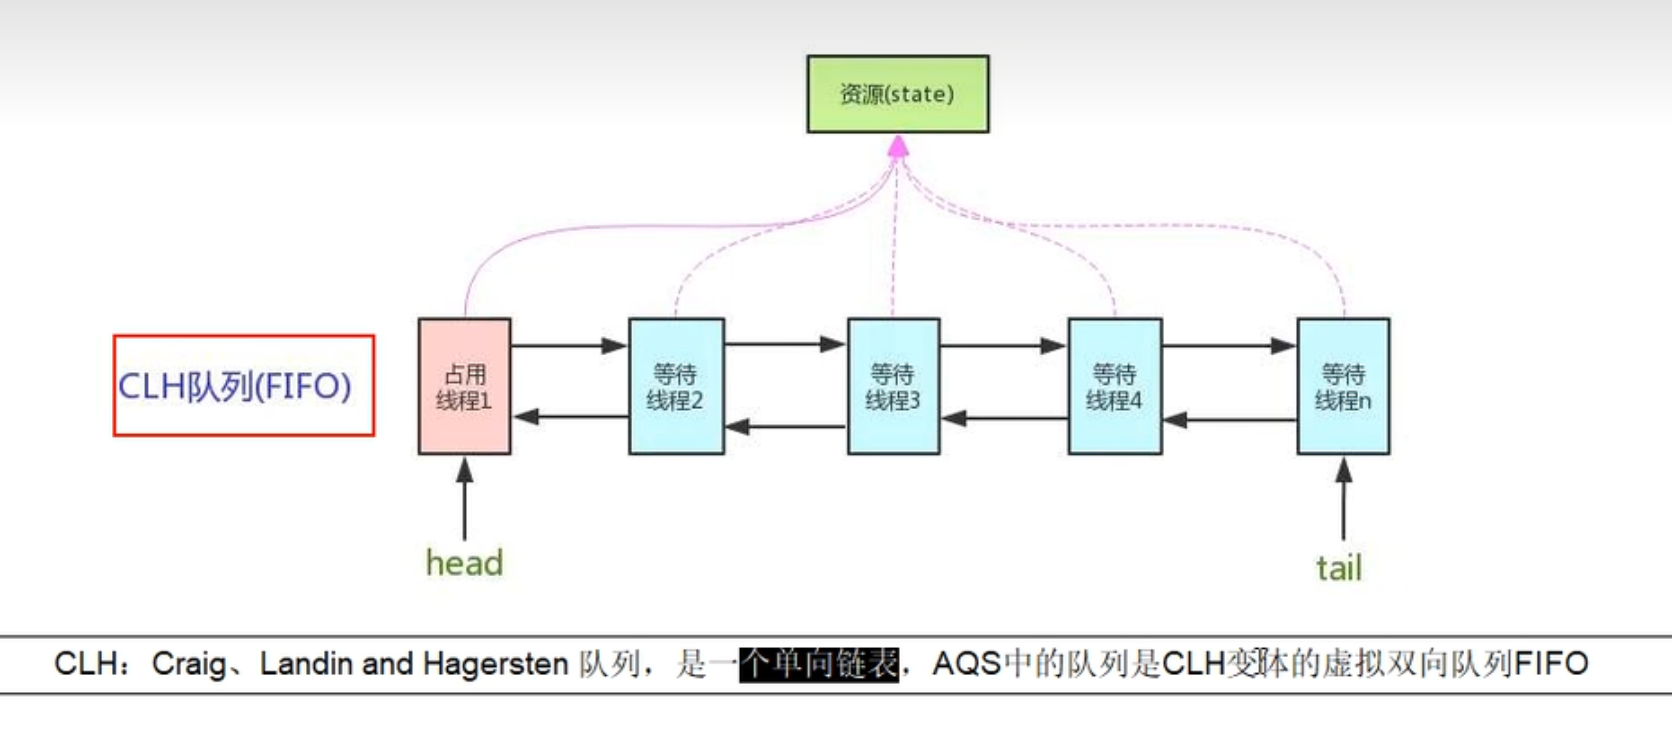 资源(state)
CLH队列(FIFO)
占用
线程1
等待
线程2
等待
线程3
等待
线程4
等待
线程n
head
tail
CLH：Craig、Landin and Hagersten 队列，是一个单向链表，AQS中的队列是CLH变体的虚拟双向队列FIFO